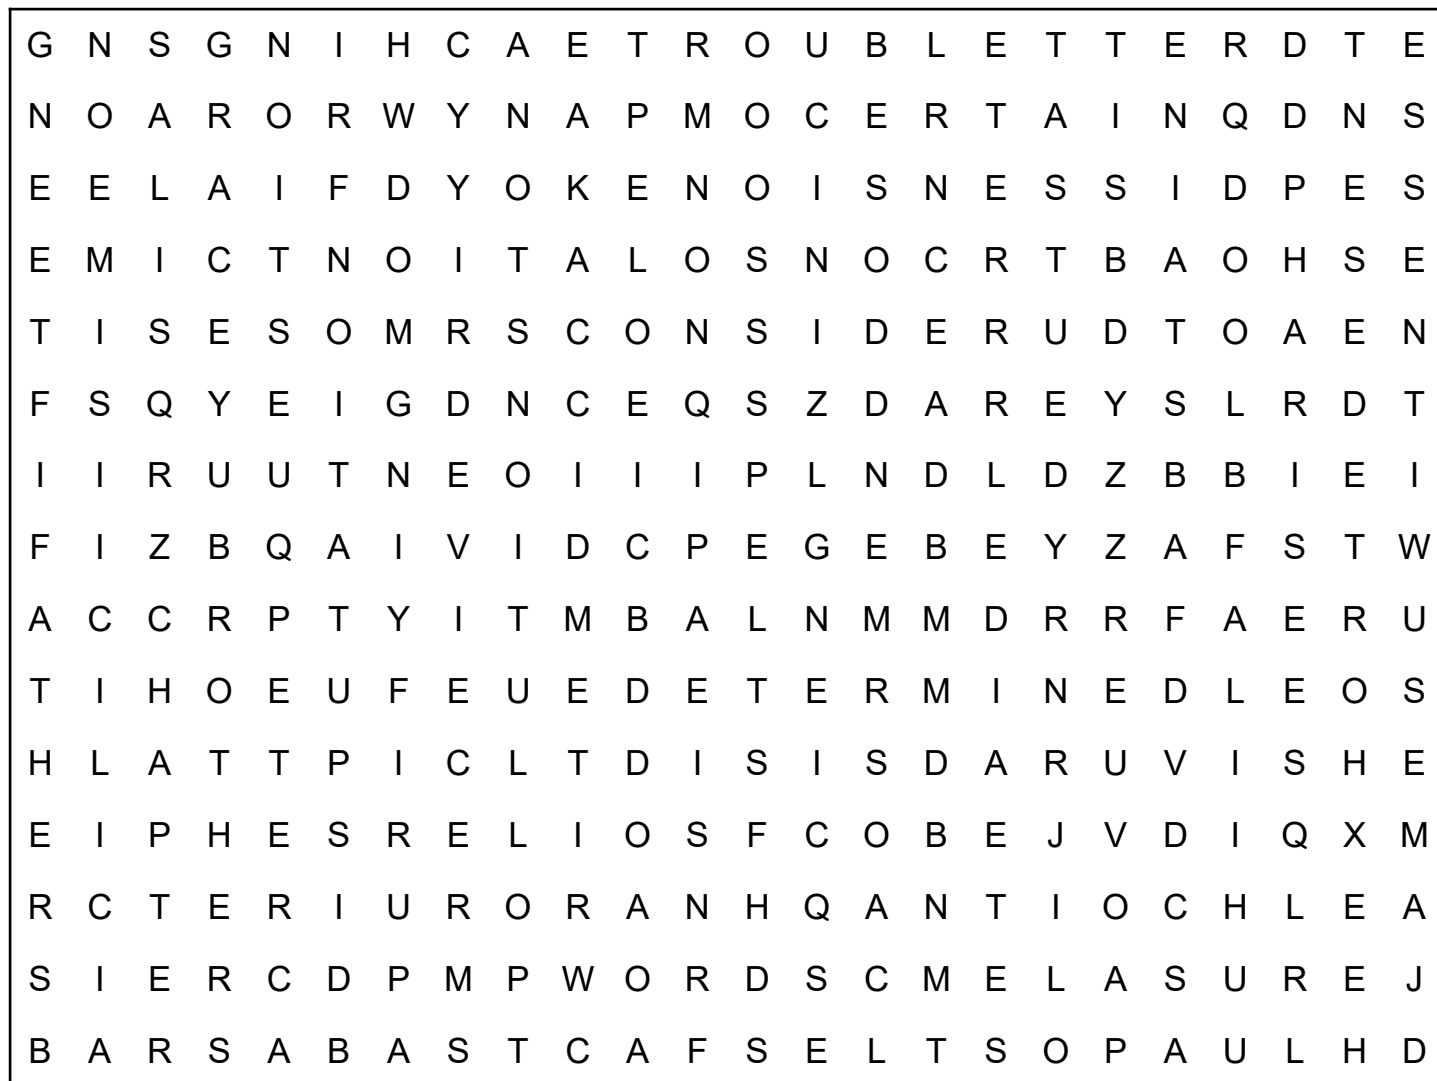 G N S G N I H C A E T R O U B L E T T E R D T E
N O A R O R W Y N A P M O C E R T A I N Q D N S
E E L A I F D Y O K E N O I S N E S S I D P E S
E M I C T N O I T A L O S N O C R T B A O H S E
T I S E S O M R S C O N S I D E R U D T O A E N
F S Q Y E I G D N C E Q S Z D A R E Y S L R D T
I I R U U T N E O I I I P L N D L D Z B B I E I
F I Z B Q A I V I D C P E G E B E Y Z A F S T W
A C C R P T Y I T M B A L N M M D R R F A E R U
T I H O E U F E U E D E T E R M I N E D L E O S
H L A T T P I C L T D I S I S D A R U V I S H E
E I P H E S R E L I O S F C O B E J V D I Q X M
R C T E R I U R O R A N H Q A N T I O C H L E A
S I E R C D P M P W O R D S C M E L A S U R E J
B A R S A B A S T C A F S E L T S O P A U L H D